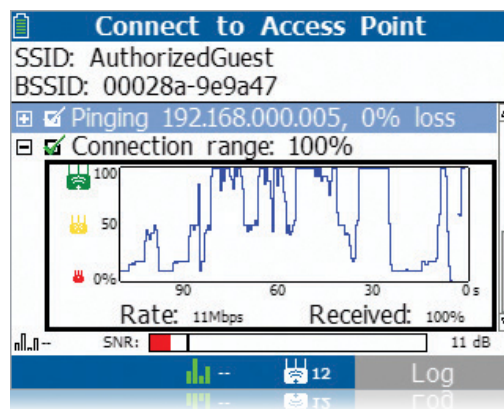 Connect to Access Point
SSID: AuthorizedGuest
BSSID: 00028a-9e9a47
Pinging 192.168.000.005, 0% loss
Connection range: 100%
100
50
0%
90 60 30 0 s
Rate: 11Mbps Received: 100%
-- SNR: 11 dB
-- 12 Log